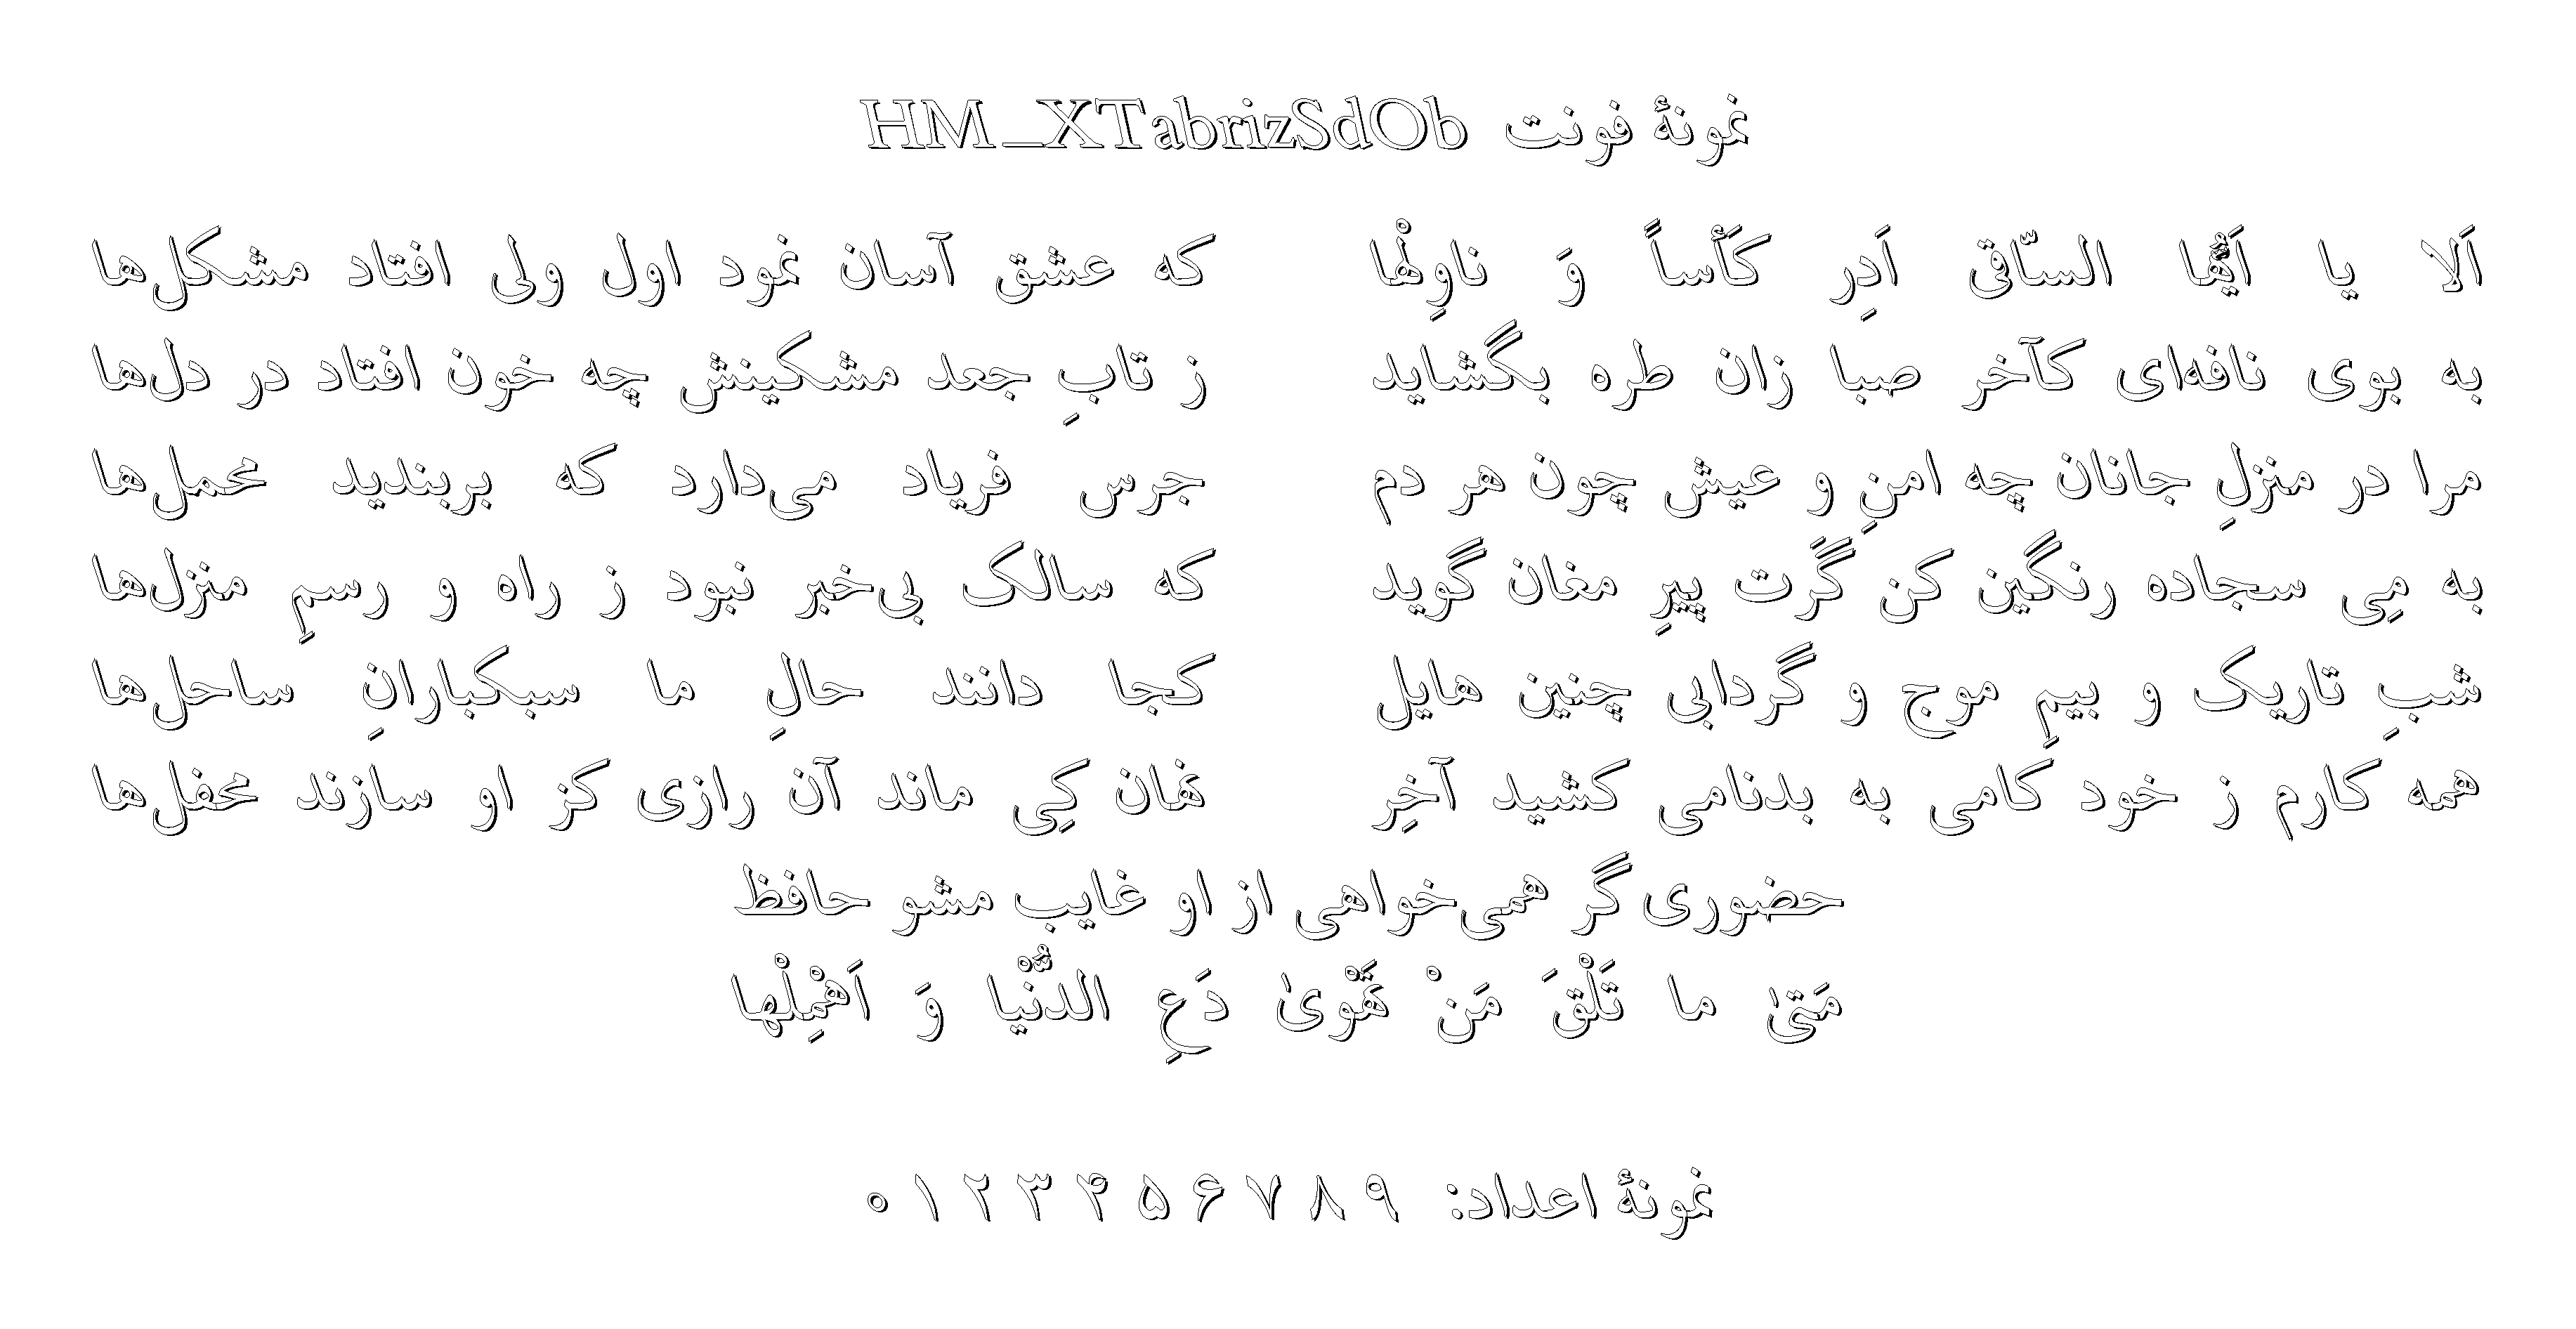 نمونهٔ فونت HM_XTabrizSdOb
اَلا یا اَیُّها السّاقی اَدِر کَأساً وَ ناوِلْها که عشق آسان نمود اول ولی افتاد مشکل‌ها
به بوی نافه‌ای کآخر صبا زان طره بگشاید ز تابِ جعد مشکینش چه خون افتاد در دل‌ها
مرا در منزلِ جانان چه امنِ و عیش چون هر دم جرس فریاد می‌دارد که بربندید محمل‌ها
به مِی سجاده رنگین کن گَرت پیرِ مغان گوید که سالک بی‌خبر نبود ز راه و رسمِ منزل‌ها
شبِ تاریک و بیمِ موج و گردابی چنین هایل کجا دانند حالِ ما سبکبارانِ ساحل‌ها
همه کارم ز خود کامی به بدنامی کشید آخِر نهان کِی ماند آن رازی کز او سازند محفل‌ها
حضوری گر همی‌خواهی از او غایب مشو حافظ
مَتیٰ ما تَلْقَ مَنْ تَهْویٰ دَعِ الدُّنْیا وَ اَهْمِلْها
نمونهٔ اعداد: ۹ ۸ ۷ ۶ ۵ ۴ ۳ ۲ ۱ ۰